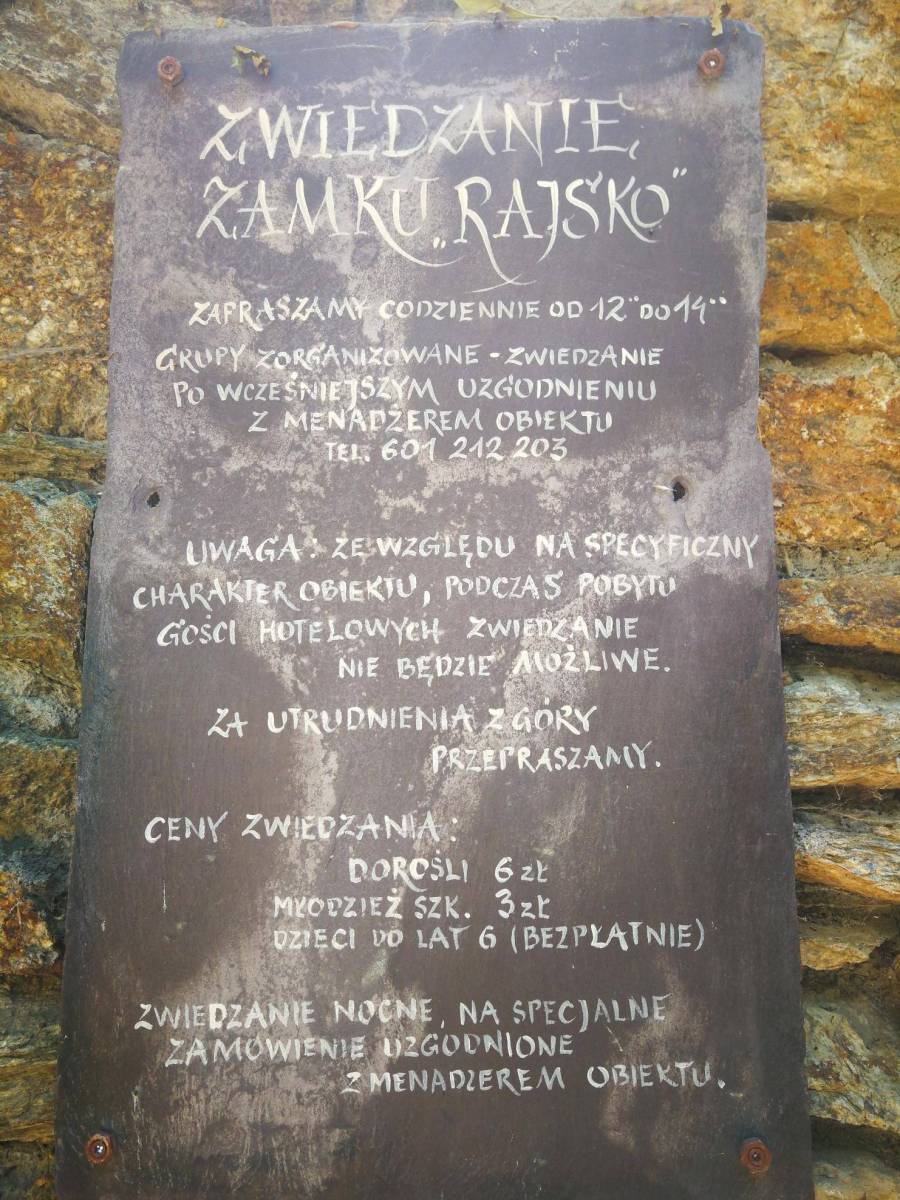 ZWIEDZANIE
ZAMKU „RAJSKO"
ZAPRASZAMY CODZIENNIE OD 12⁰⁰ DO 14⁰⁰
GRUPY ZORGANIZOWANE - ZWIEDZANIE
PO WCZEŚNIEJSZYM UZGODNIENIU
Z MENADŻEREM OBIEKTU
TEL. 601 212 203
UWAGA: ZE WZGLĘDU NA SPECYFICZNY
CHARAKTER OBIEKTU, PODCZAS POBYTU
GOŚCI HOTELOWYCH ZWIEDZANIE
NIE BĘDZIE MOŻLIWE.
ZA UTRUDNIENIA Z GÓRY
PRZEPRASZAMY.
CENY ZWIEDZANIA:
DOROŚLI 6 ZŁ
MŁODZIEŻ SZK. 3 ZŁ
DZIECI DO LAT 6 (BEZPŁATNIE)
ZWIEDZANIE NOCNE, NA SPECJALNE
ZAMÓWIENIE UZGODNIONE
Z MENADZEREM OBIEKTU.